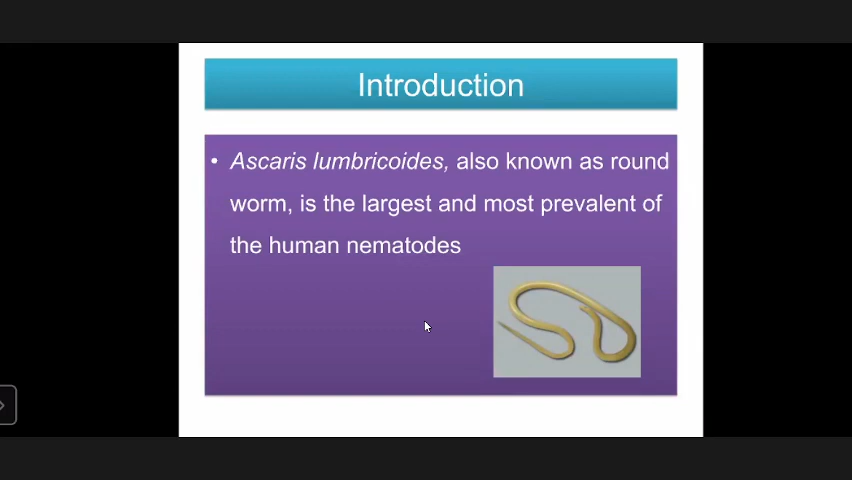 Introduction
• Ascaris lumbricoides, also known as round
worm, is the largest and most prevalent of
the human nematodes